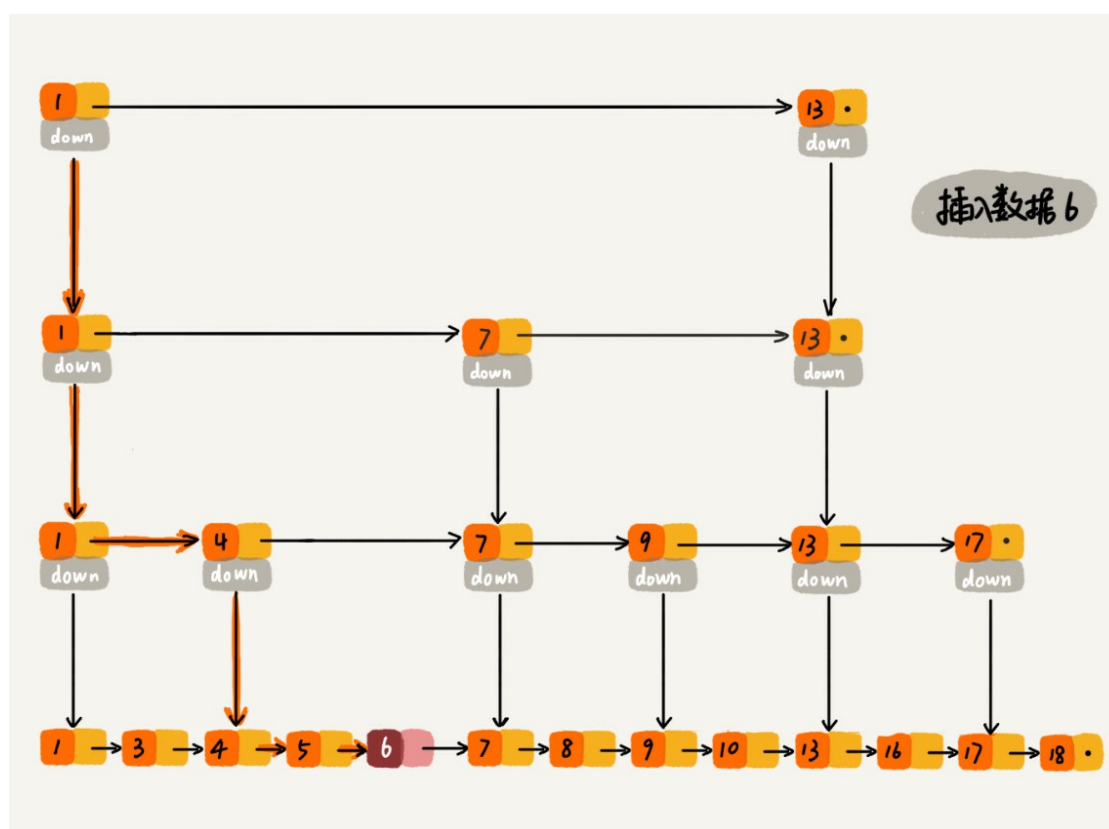 1 13
down down
插入数据6
1 7 13
down down down
1 4 7 9 13 17
down down down down down down
1 3 4 5 6 7 8 9 10 13 16 17 18